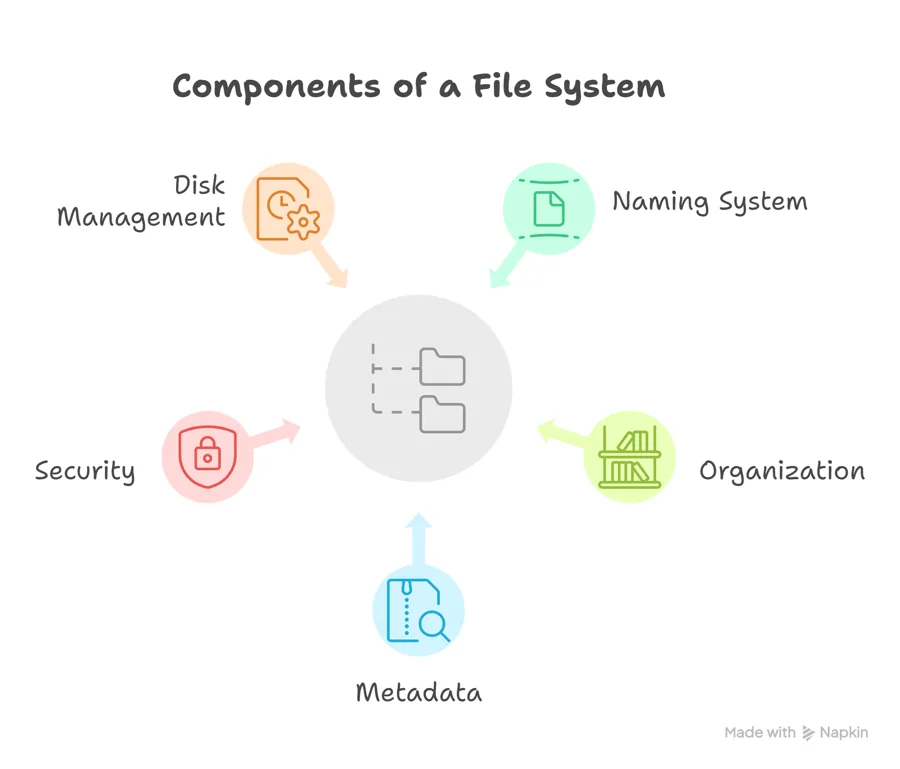 Components of a File System
Disk
Management
Naming System
Security
Organization
Metadata
Made with Napkin